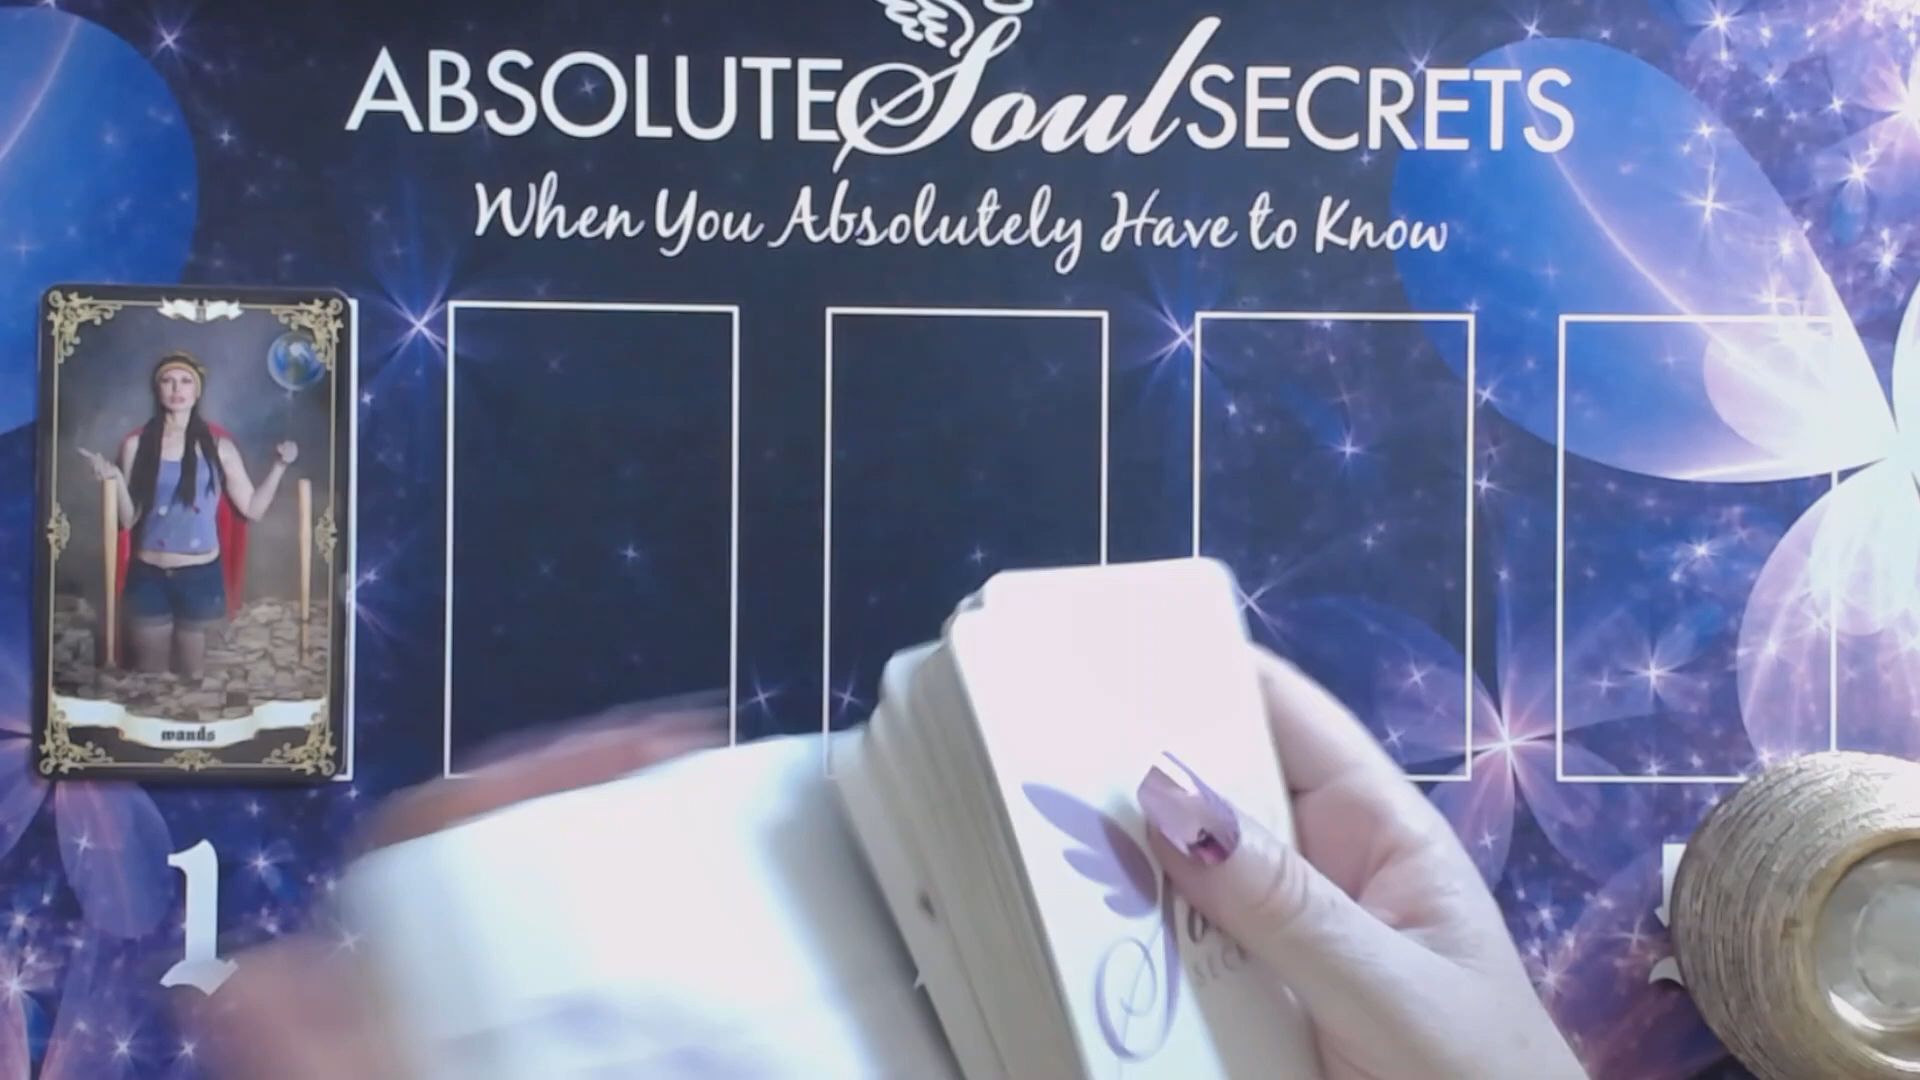 ABSOLUTE Soul SECRETS
When You Absolutely Have to Know
wands
1